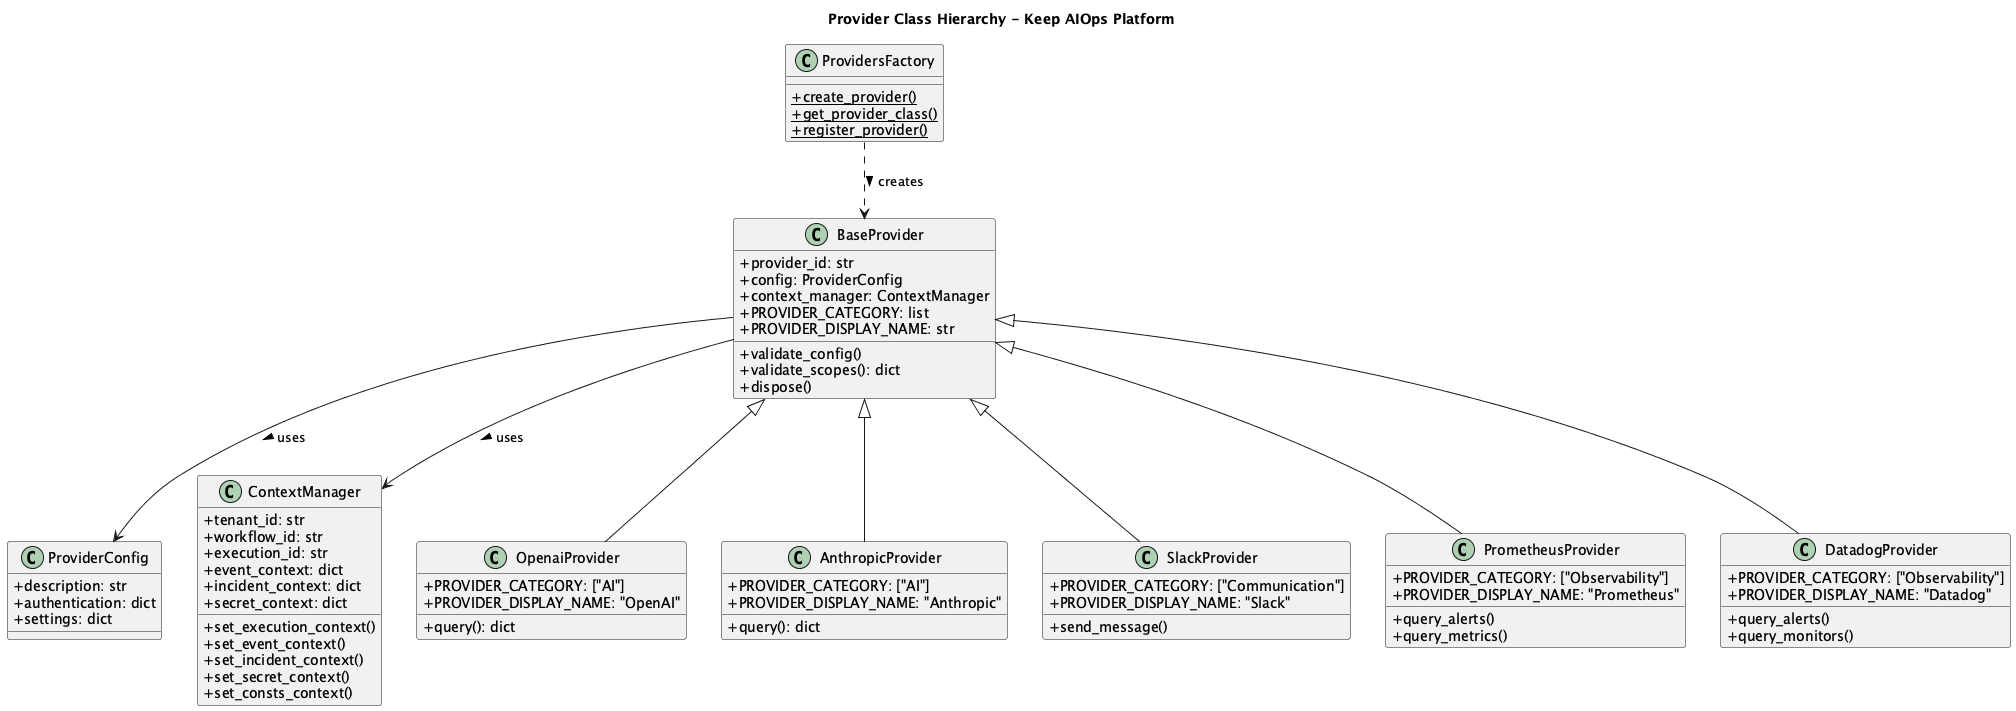 Provider Class Hierarchy - Keep AIOps Platform
C ProvidersFactory
+create_provider()
+get_provider_class()
+register_provider()
creates
C BaseProvider
+provider_id: str
+config: ProviderConfig
+context_manager: ContextManager
+PROVIDER_CATEGORY: list
+PROVIDER_DISPLAY_NAME: str
+validate_config()
+validate_scopes(): dict
+dispose()
uses
uses
C ProviderConfig
+description: str
+authentication: dict
+settings: dict
C ContextManager
+tenant_id: str
+workflow_id: str
+execution_id: str
+event_context: dict
+incident_context: dict
+secret_context: dict
+set_execution_context()
+set_event_context()
+set_incident_context()
+set_secret_context()
+set_consts_context()
C OpenaiProvider
+PROVIDER_CATEGORY: ["AI"]
+PROVIDER_DISPLAY_NAME: "OpenAI"
+query(): dict
C AnthropicProvider
+PROVIDER_CATEGORY: ["AI"]
+PROVIDER_DISPLAY_NAME: "Anthropic"
+query(): dict
C SlackProvider
+PROVIDER_CATEGORY: ["Communication"]
+PROVIDER_DISPLAY_NAME: "Slack"
+send_message()
C PrometheusProvider
+PROVIDER_CATEGORY: ["Observability"]
+PROVIDER_DISPLAY_NAME: "Prometheus"
+query_alerts()
+query_metrics()
C DatadogProvider
+PROVIDER_CATEGORY: ["Observability"]
+PROVIDER_DISPLAY_NAME: "Datadog"
+query_alerts()
+query_monitors()